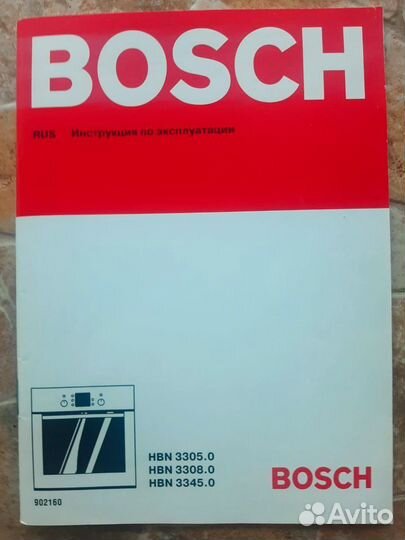 BOSCH
RUS Инструкция по эксплуатации
HBN 3305.0
HBN 3308.0
HBN 3345.0
BOSCH
902160
Avito